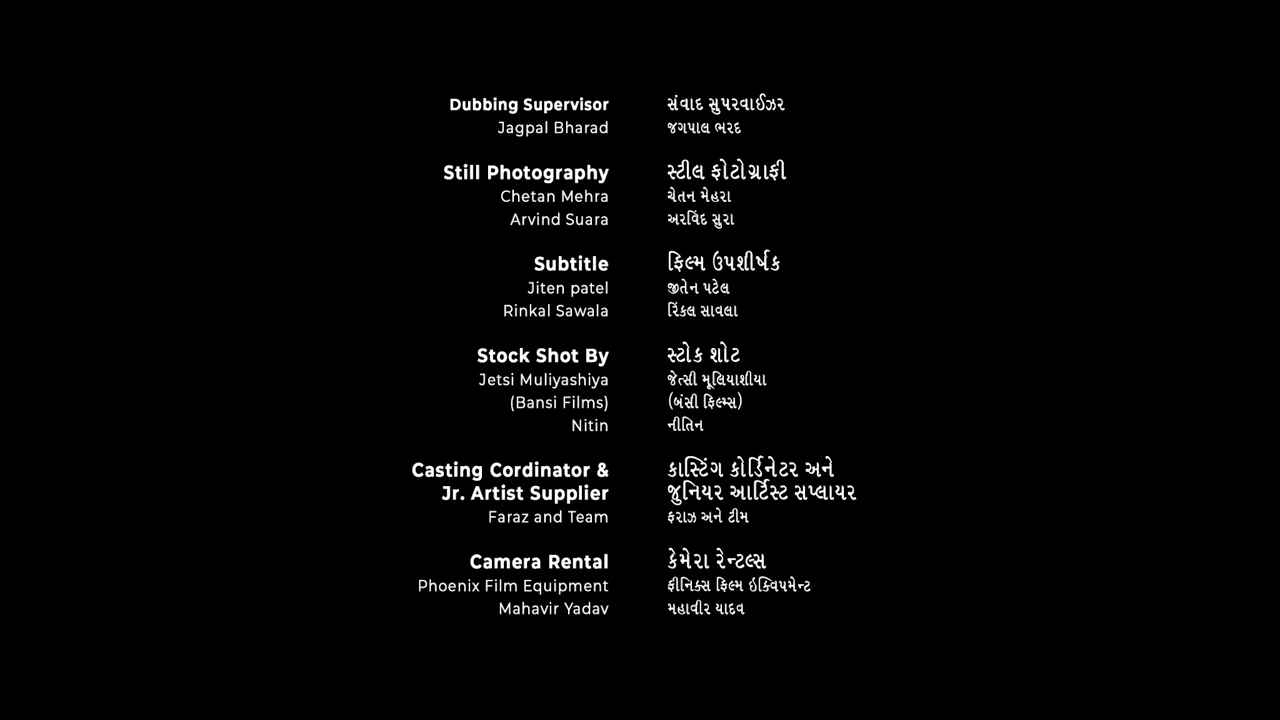 Dubbing Supervisor સંવાદ સુપરવાઈઝર
Jagpal Bharad જગપાલ ભરદ
Still Photography સ્ટીલ ફોટોગ્રાફી
Chetan Mehra ચેતન મેહરા
Arvind Suara અરવિંદ સુરા
Subtitle ફિલ્મ ઉપશીર્ષક
Jiten patel જીતેન પટેલ
Rinkal Sawala રિંકલ સાવલા
Stock Shot By સ્ટોક શોટ
Jetsi Muliyashiya જેત્સી મૂલિયાશીયા
(Bansi Films) (બંસી ફિલ્મ્સ)
Nitin નીતિન
Casting Cordinator & કાસ્ટિંગ કોર્ડિનેટર અને
Jr. Artist Supplier જુનિયર આર્ટિસ્ટ સપ્લાયર
Faraz and Team ફરાઝ અને ટીમ
Camera Rental કેમેરા રેન્ટલ્સ
Phoenix Film Equipment ફીનિક્સ ફિલ્મ ઇક્વિપમેન્ટ
Mahavir Yadav મહાવીર યાદવ